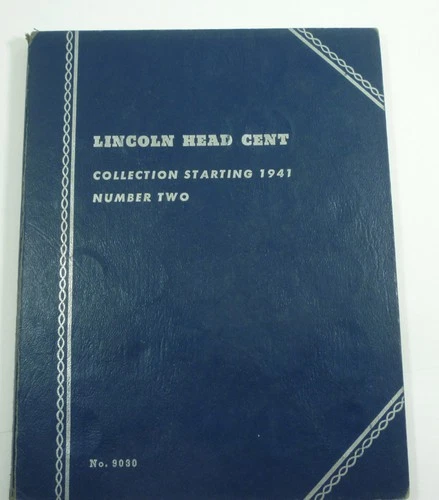 LINCOLN HEAD CENT
COLLECTION STARTING 1941
NUMBER TWO
No. 9030